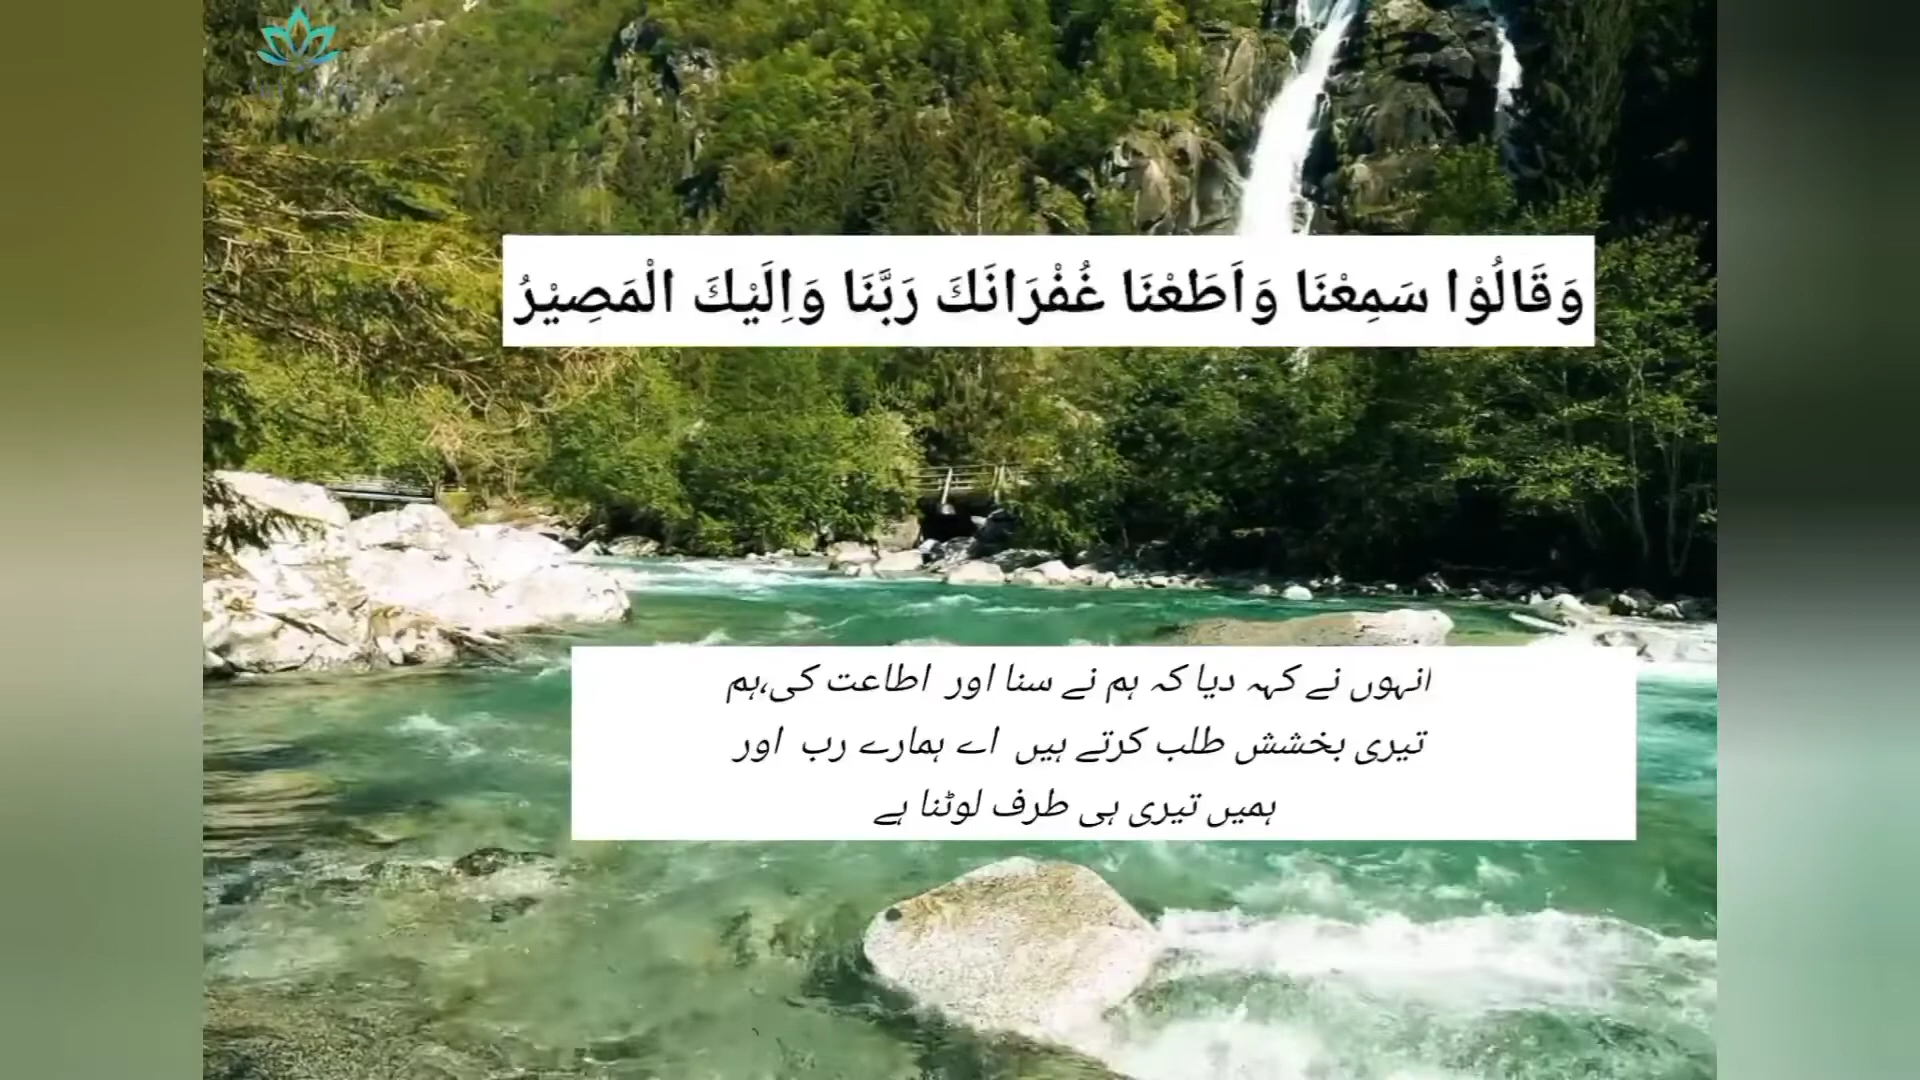 وَقَالُوْا سَمِعْنَا وَاَطَعْنَا غُفْرَانَكَ رَبَّنَا وَاِلَيْكَ الْمَصِيْرُ
انہوں نے کہہ دیا کہ ہم نے سنا اور اطاعت کی،ہم
تیری بخشش طلب کرتے ہیں اے ہمارے رب اور
ہمیں تیری ہی طرف لوٹنا ہے